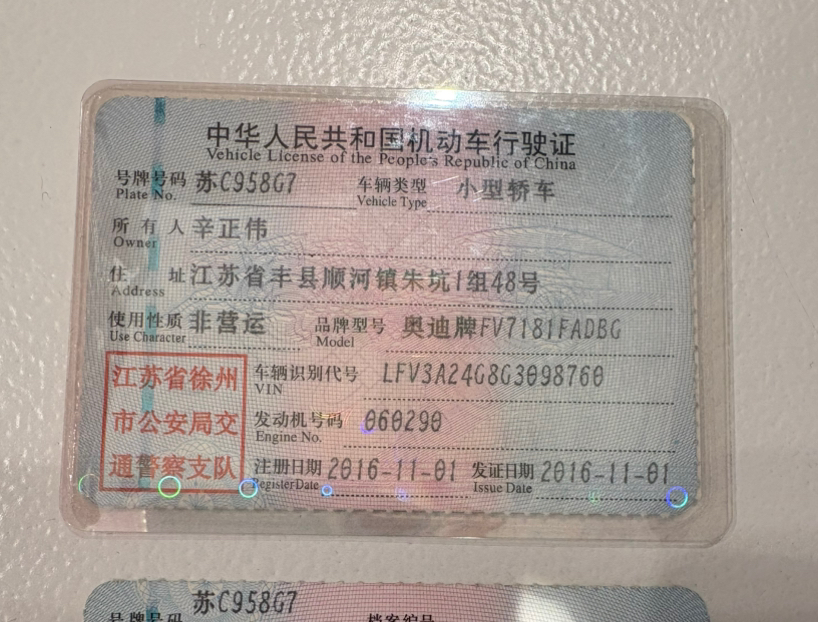 中华人民共和国机动车行驶证
Vehicle License of the People's Republic of China
号牌号码 苏C958G7 车辆类型 小型轿车
Plate No. Vehicle Type
所有人 辛正伟
Owner
住址 江苏省丰县顺河镇朱坑1组48号
Address
使用性质 非营运 品牌型号 奥迪牌FV7181FADBG
Use Character Model
江苏省徐州 车辆识别代号 LFV3A24G8G3098760
VIN
市公安局交 发动机号码 060290
Engine No.
通警察支队 注册日期 2016-11-01 发证日期 2016-11-01
Register Date Issue Date
号牌号码 苏C958G7 档案编号